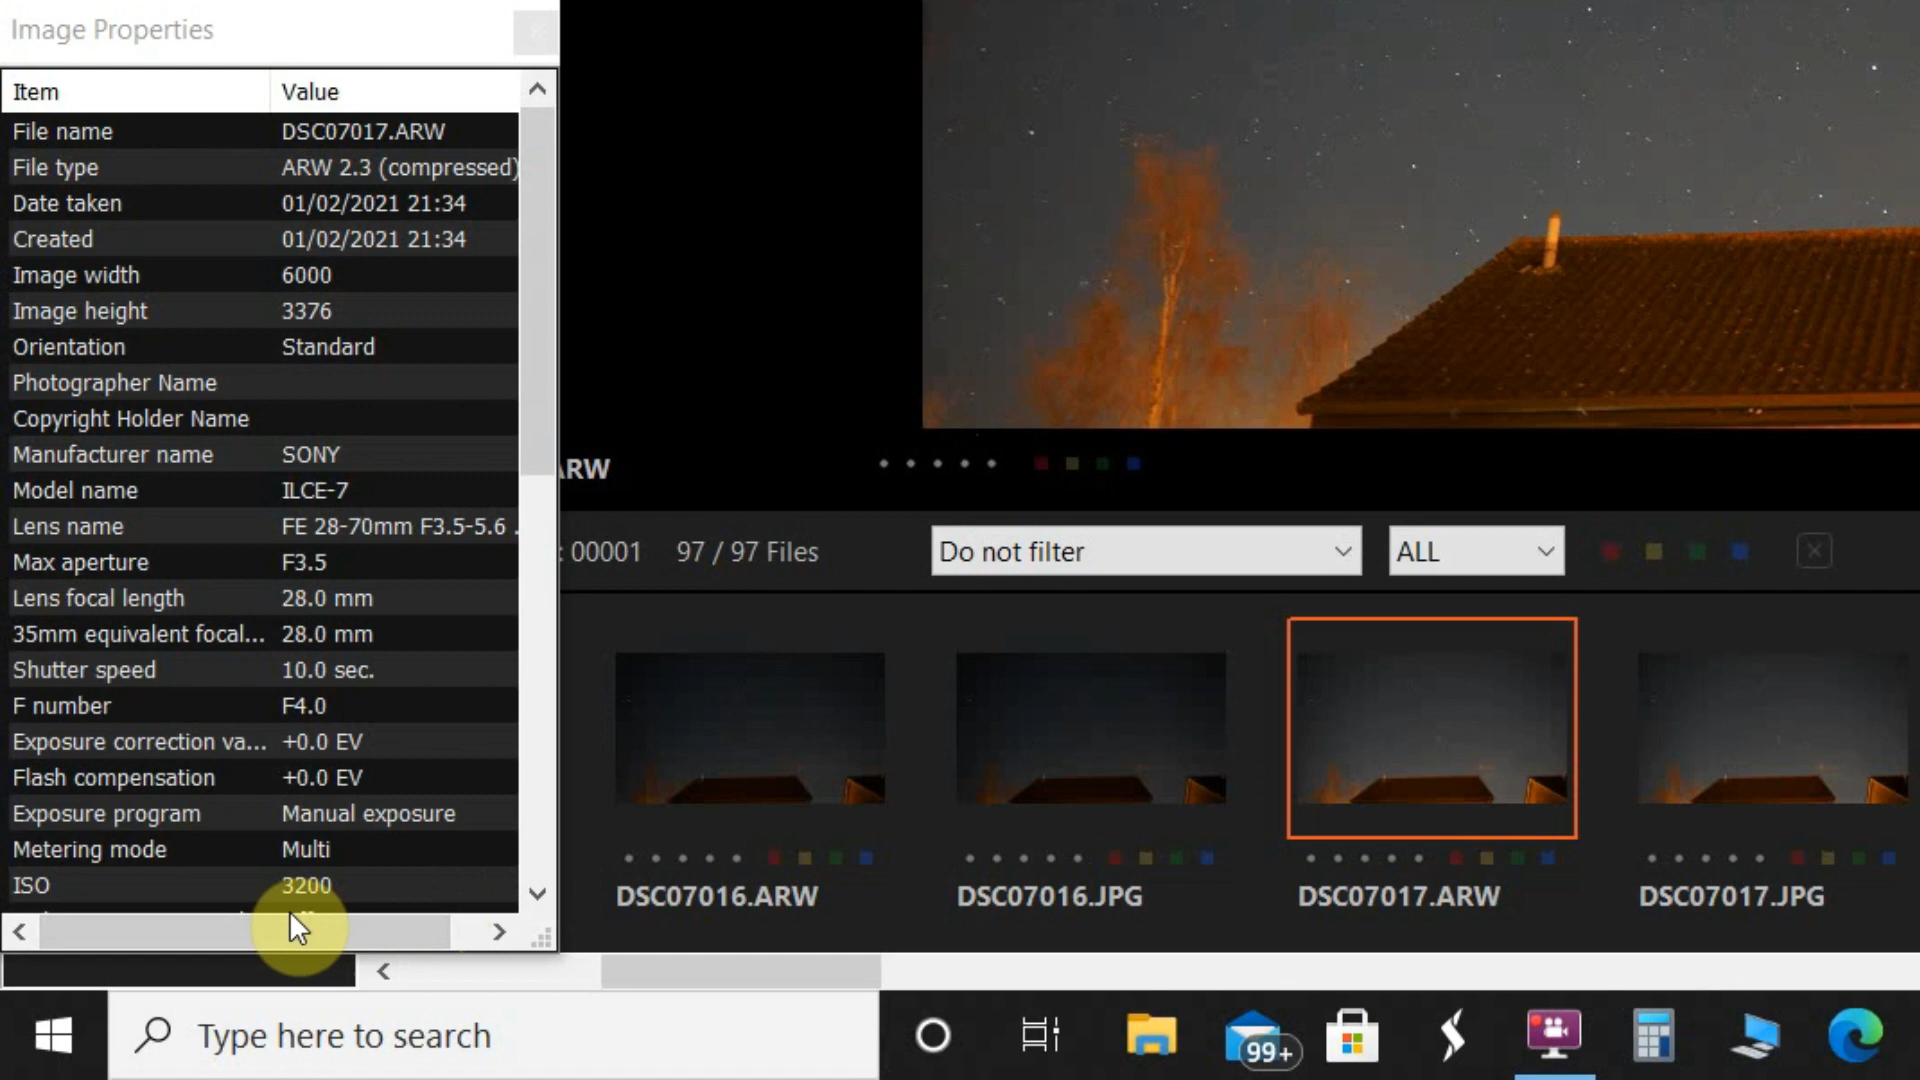 Image Properties
Item Value
File name DSC07017.ARW
File type ARW 2.3 (compressed)
Date taken 01/02/2021 21:34
Created 01/02/2021 21:34
Image width 6000
Image height 3376
Orientation Standard
Photographer Name
Copyright Holder Name
Manufacturer name SONY
Model name ILCE-7
Lens name FE 28-70mm F3.5-5.6 .
Max aperture F3.5
Lens focal length 28.0 mm
35mm equivalent focal... 28.0 mm
Shutter speed 10.0 sec.
F number F4.0
Exposure correction va... +0.0 EV
Flash compensation +0.0 EV
Exposure program Manual exposure
Metering mode Multi
ISO 3200
ARW
: 00001 97 / 97 Files Do not filter ALL
DSC07016.ARW DSC07016.JPG DSC07017.ARW DSC07017.JPG
Type here to search
99+